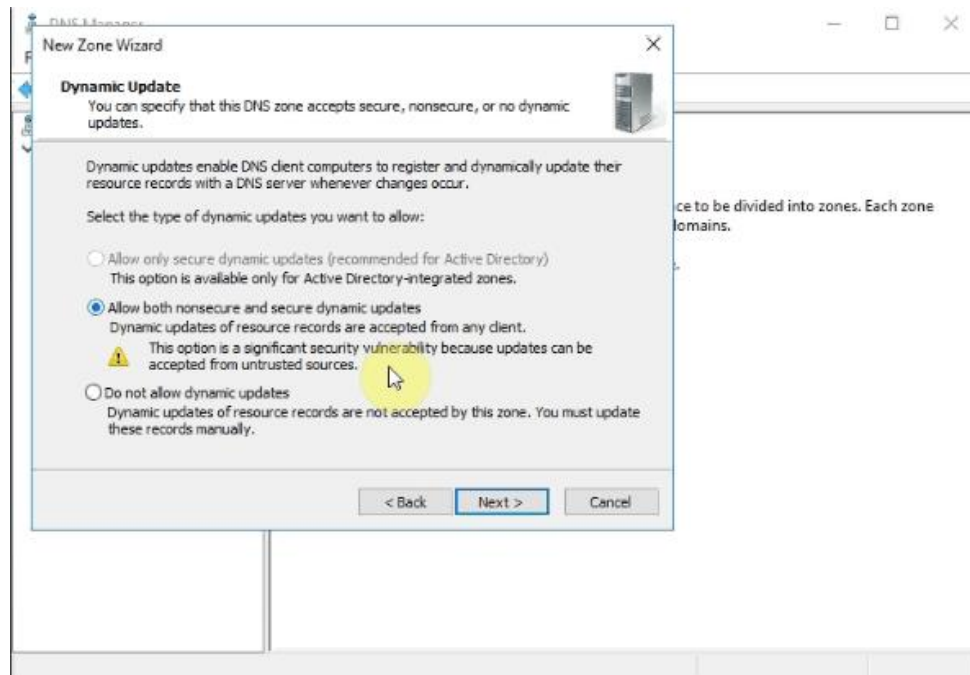 DNS Manager
New Zone Wizard
Dynamic Update
You can specify that this DNS zone accepts secure, nonsecure, or no dynamic
updates.
Dynamic updates enable DNS client computers to register and dynamically update their
resource records with a DNS server whenever changes occur.
Select the type of dynamic updates you want to allow:
Allow only secure dynamic updates (recommended for Active Directory)
This option is available only for Active Directory-integrated zones.
Allow both nonsecure and secure dynamic updates
Dynamic updates of resource records are accepted from any client.
This option is a significant security vulnerability because updates can be
accepted from untrusted sources.
Do not allow dynamic updates
Dynamic updates of resource records are not accepted by this zone. You must update
these records manually.
< Back Next > Cancel
to be divided into zones. Each zone